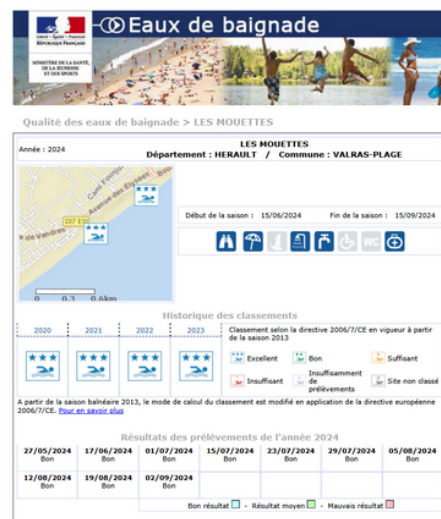 Eaux de baignade
Liberté • Égalité • Fraternité
RÉPUBLIQUE FRANÇAISE
MINISTÈRE DE LA SANTÉ,
DE LA JEUNESSE
ET DES SPORTS
Qualité des eaux de baignade > LES MOUETTES
Année : 2024
LES MOUETTES
Département : HERAULT / Commune : VALRAS-PLAGE
Avenue des Elysées
D37 E10
e de Vendres
0 0.3 0.6km
Début de la saison : 15/06/2024 Fin de la saison : 15/09/2024
WC
Historique des classements
2020 2021 2022 2023
Classement selon la directive 2006/7/CE en vigueur à partir
de la saison 2013
Excellent Bon Suffisant
Insuffisant Insuffisamment de prélèvements Site non classé
A partir de la saison balnéaire 2013, le mode de calcul du classement est modifié en application de la directive européenne
2006/7/CE. Pour en savoir plus
Résultats des prélèvements de l'année 2024
27/05/2024 17/06/2024 01/07/2024 15/07/2024 23/07/2024 29/07/2024 05/08/2024
Bon Bon Bon Bon Bon Bon Bon
12/08/2024 19/08/2024 02/09/2024
Bon Bon Bon
Bon résultat - Résultat moyen - Mauvais résultat